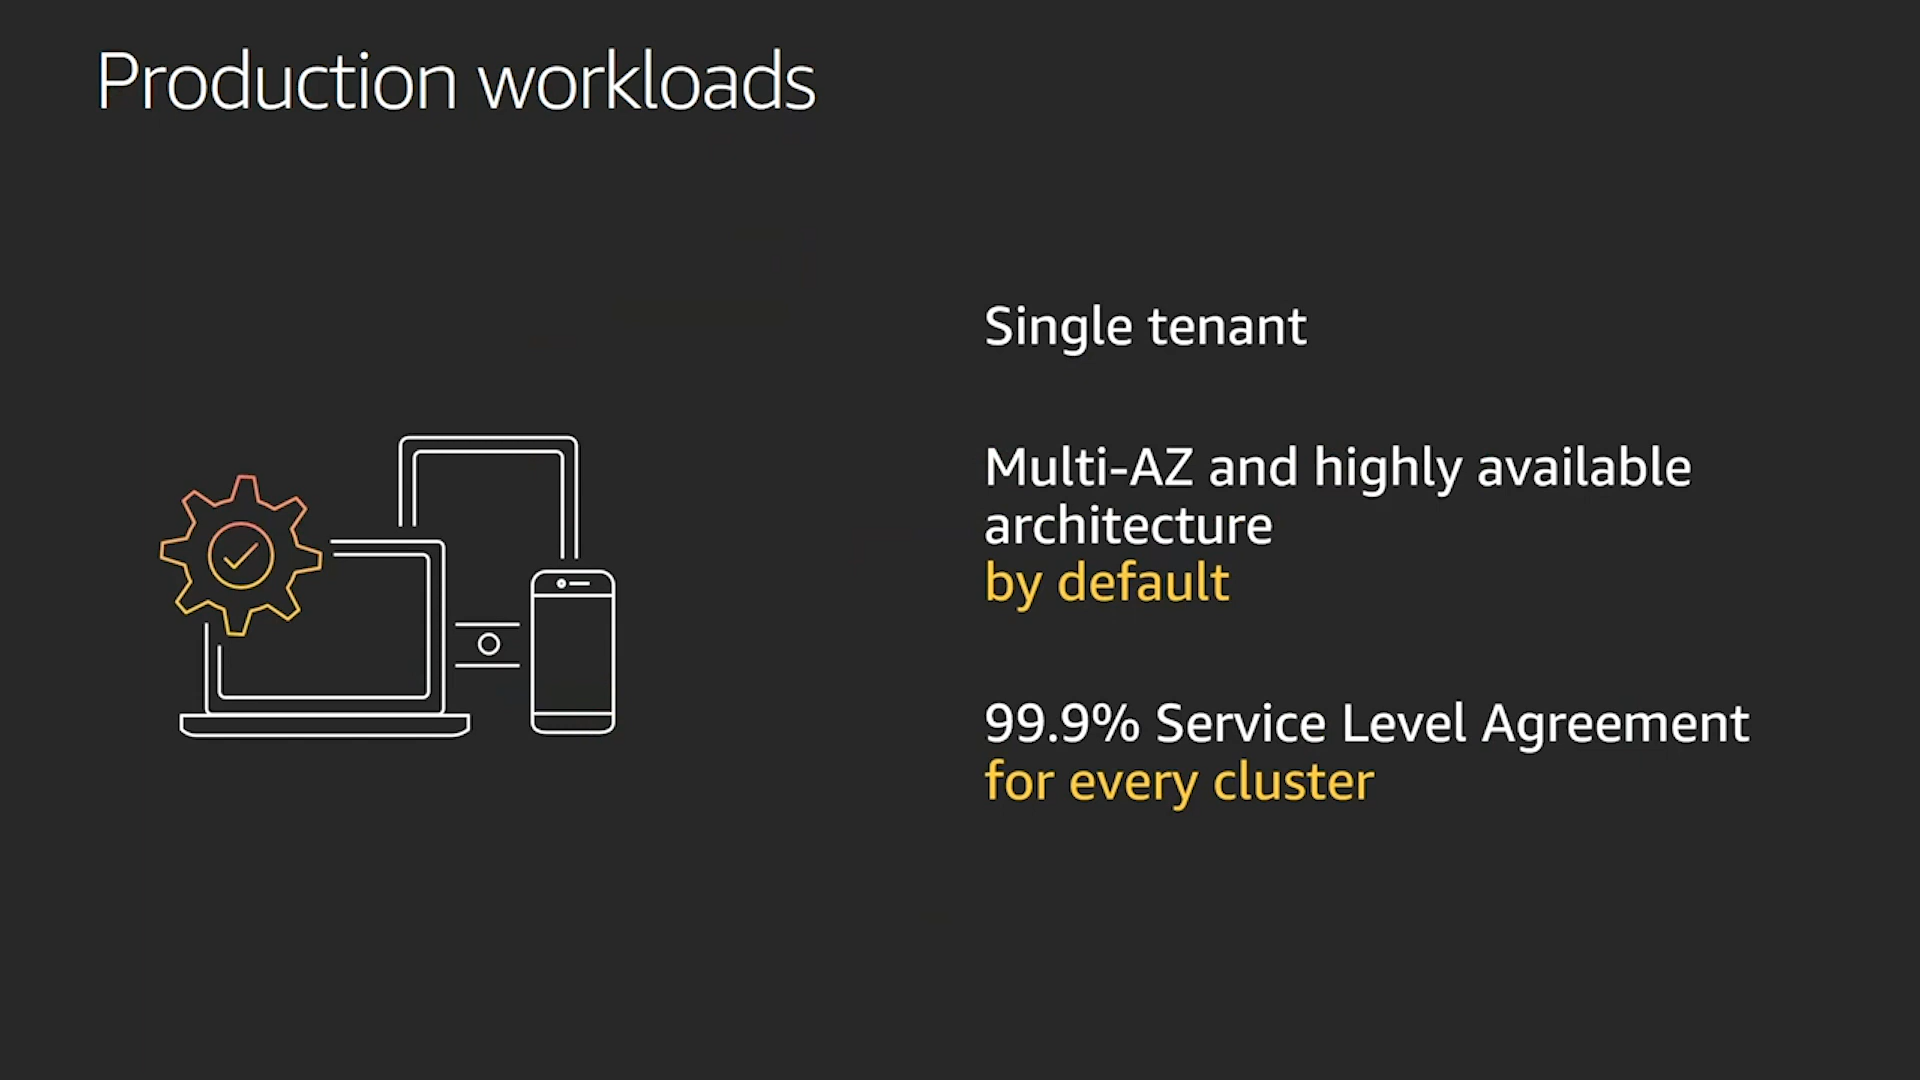 Production workloads
Single tenant
Multi-AZ and highly available
architecture
by default
99.9% Service Level Agreement
for every cluster